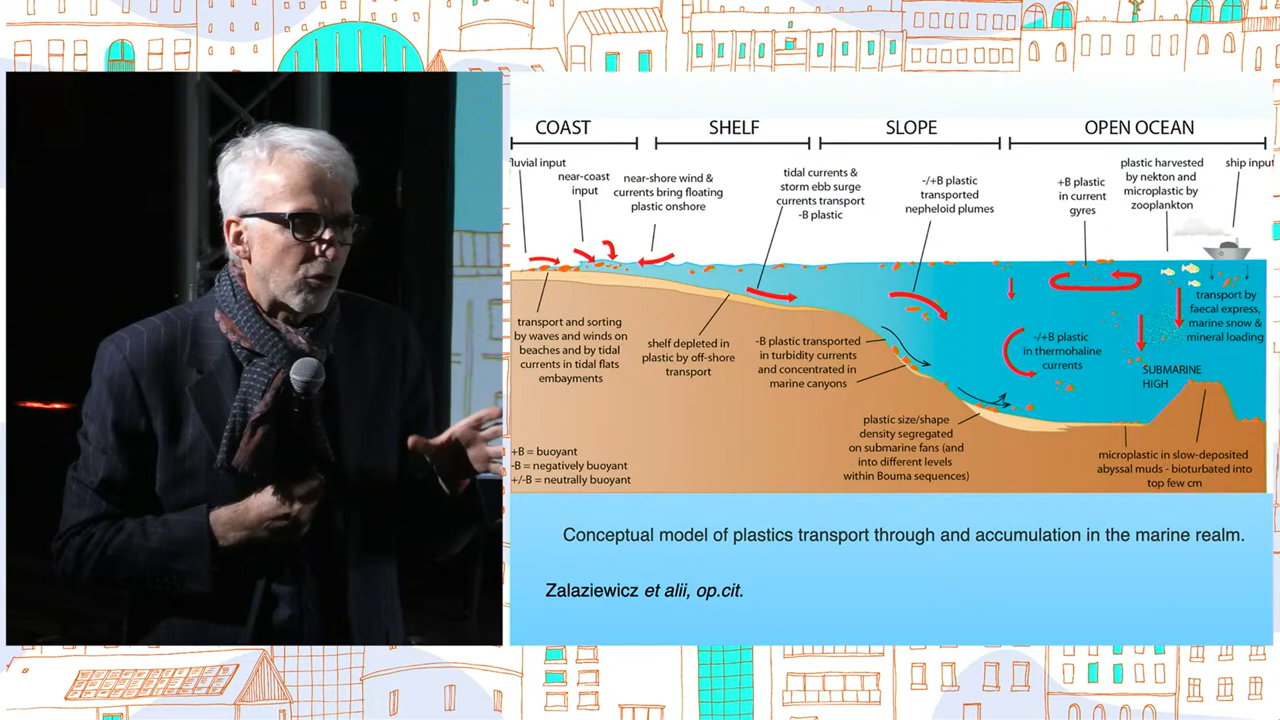 COAST
SHELF
SLOPE
OPEN OCEAN
fluvial input
near-coast
input
near-shore wind &
currents bring floating
plastic onshore
tidal currents &
storm ebb surge
currents transport
-B plastic
-/+B plastic
transported
nepheloid plumes
+B plastic
in current
gyres
plastic harvested
by nekton and
microplastic by
zooplankton
ship input
transport and sorting
by waves and winds on
beaches and by tidal
currents in tidal flats
embayments
shelf depleted in
plastic by off-shore
transport
-B plastic transported
in turbidity currents
and concentrated in
marine canyons
plastic size/shape
density segregated
on submarine fans (and
into different levels
within Bouma sequences)
-/+B plastic
in thermohaline
currents
transport by
faecal express,
marine snow &
mineral loading
SUBMARINE
HIGH
microplastic in slow-deposited
abyssal muds - bioturbated into
top few cm
+B = buoyant
-B = negatively buoyant
+/-B = neutrally buoyant
Conceptual model of plastics transport through and accumulation in the marine realm.
Zalaziewicz et alii, op.cit.